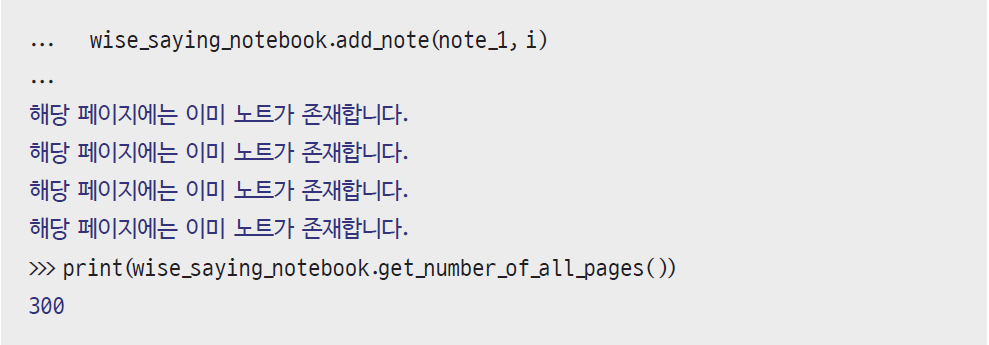 ...   wise_saying_notebook.add_note(note_1, i)
...
해당 페이지에는 이미 노트가 존재합니다.
해당 페이지에는 이미 노트가 존재합니다.
해당 페이지에는 이미 노트가 존재합니다.
해당 페이지에는 이미 노트가 존재합니다.
>>> print(wise_saying_notebook.get_number_of_all_pages())
300